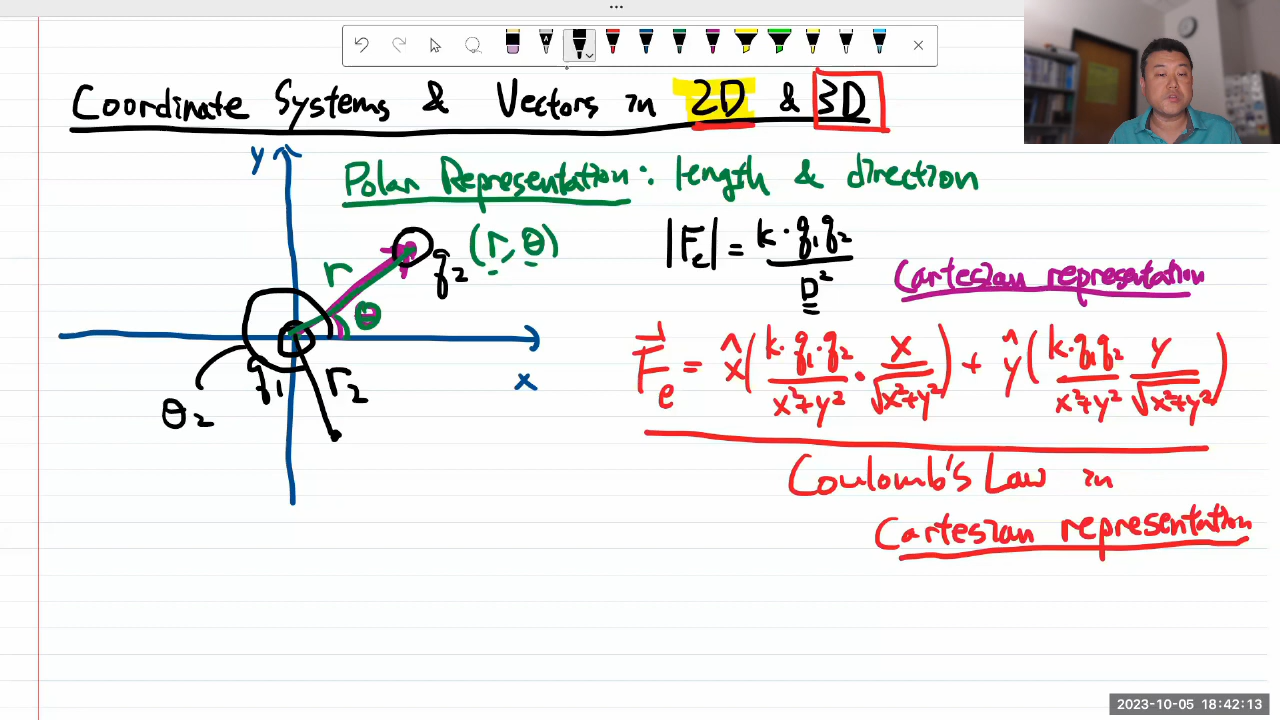 Coordinate Systems & Vectors in 2D & 3D
Polar Representation: length & direction
y
(r, θ)
|Fe| = k·q1q2 / D²
q2
r
θ
Cartesian representation
x
q1
r2
θ2
F⃗e = x̂(k·q1·q2 / x²+y² · x / √x²+y²) + ŷ(k·q1q2 / x²+y² y / √x²+y²)
Coulomb's Law in
Cartesian representation
2023-10-05 18:42:13